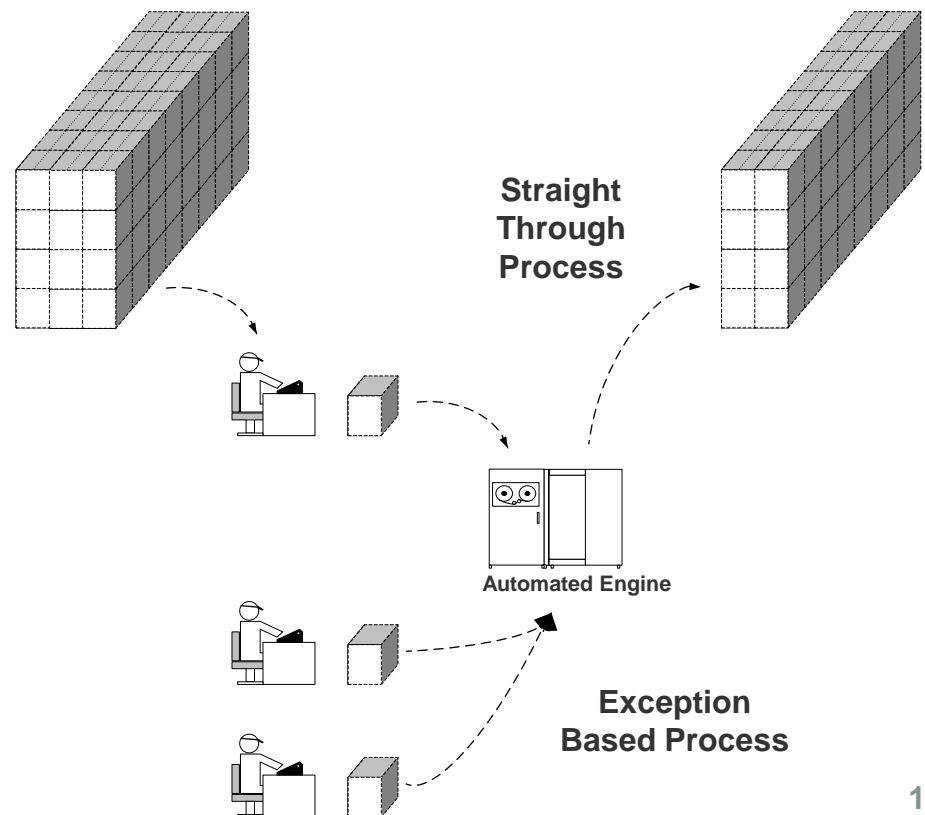 Straight
Through
Process
Automated Engine
Exception
Based Process
1